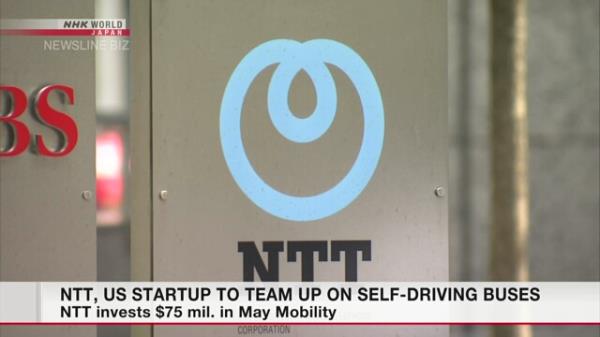 NHK WORLD
JAPAN
NEWSLINE BIZ
BS
NTT
NTT, US STARTUP TO TEAM UP ON SELF-DRIVING BUSES
NTT invests $75 mil. in May Mobility
CORPORATION